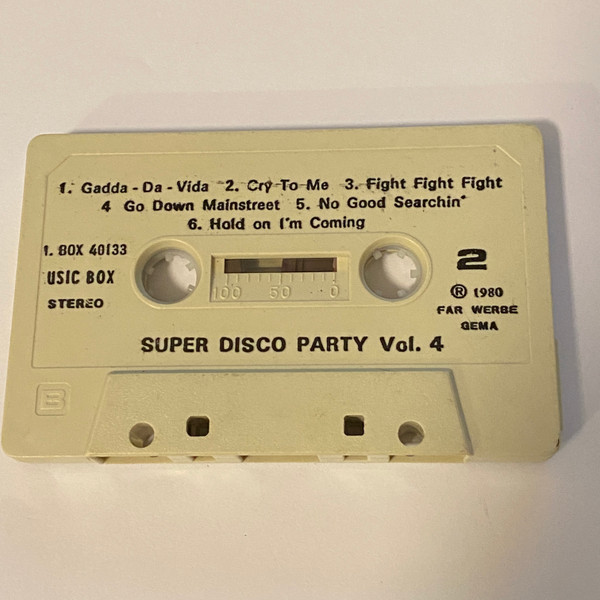 1. Gadda - Da - Vida 2. Cry To Me 3. Fight Fight Fight
4 Go Down Mainstreet 5. No Good Searchin'
6. Hold on I'm Coming
1. BOX 40133
USIC BOX
STEREO
100 50 0
2
® 1980
FAR WERBE
GEMA
SUPER DISCO PARTY Vol. 4
B